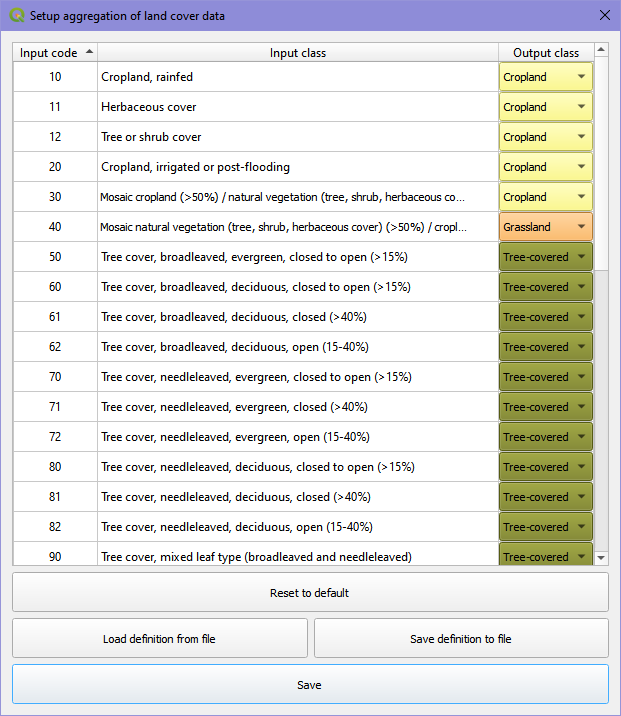 Setup aggregation of land cover data
Input code Input class Output class
10 Cropland, rainfed Cropland
11 Herbaceous cover Cropland
12 Tree or shrub cover Cropland
20 Cropland, irrigated or post-flooding Cropland
30 Mosaic cropland (>50%) / natural vegetation (tree, shrub, herbaceous co... Cropland
40 Mosaic natural vegetation (tree, shrub, herbaceous cover) (>50%) / cropl... Grassland
50 Tree cover, broadleaved, evergreen, closed to open (>15%) Tree-covered
60 Tree cover, broadleaved, deciduous, closed to open (>15%) Tree-covered
61 Tree cover, broadleaved, deciduous, closed (>40%) Tree-covered
62 Tree cover, broadleaved, deciduous, open (15-40%) Tree-covered
70 Tree cover, needleleaved, evergreen, closed to open (>15%) Tree-covered
71 Tree cover, needleleaved, evergreen, closed (>40%) Tree-covered
72 Tree cover, needleleaved, evergreen, open (15-40%) Tree-covered
80 Tree cover, needleleaved, deciduous, closed to open (>15%) Tree-covered
81 Tree cover, needleleaved, deciduous, closed (>40%) Tree-covered
82 Tree cover, needleleaved, deciduous, open (15-40%) Tree-covered
90 Tree cover, mixed leaf type (broadleaved and needleleaved) Tree-covered
Reset to default
Load definition from file Save definition to file
Save